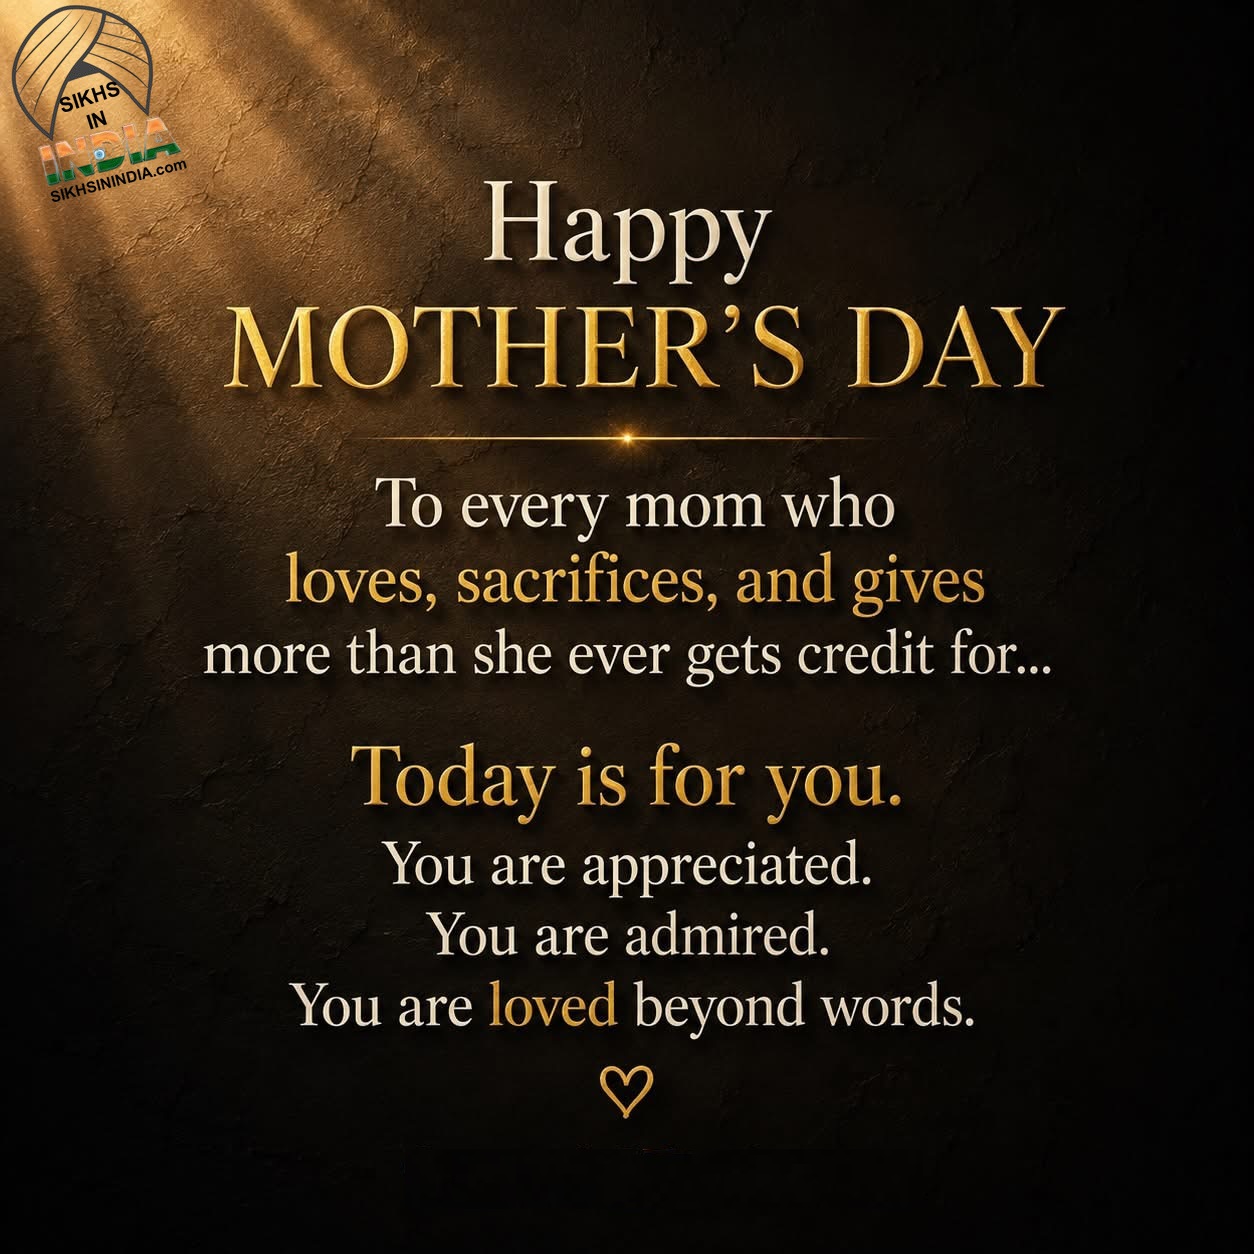 SIKHS
IN
INDIA
SIKHSININDIA.com
Happy
MOTHER’S DAY
To every mom who
loves, sacrifices, and gives
more than she ever gets credit for...
Today is for you.
You are appreciated.
You are admired.
You are loved beyond words.